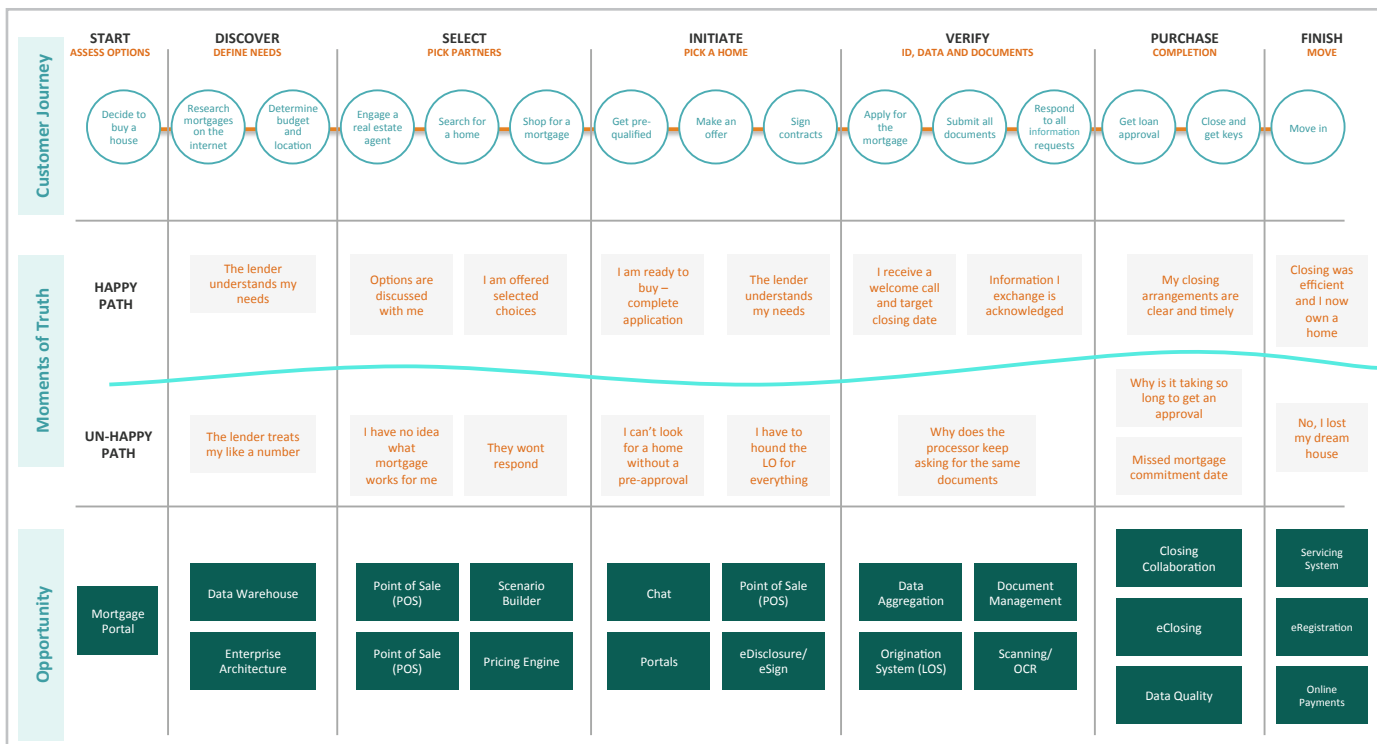 START
ASSESS OPTIONS
DISCOVER
DEFINE NEEDS
SELECT
PICK PARTNERS
INITIATE
PICK A HOME
VERIFY
ID, DATA AND DOCUMENTS
PURCHASE
COMPLETION
FINISH
MOVE
Customer Journey
Decide to
buy a
house
Research
mortgages
on the
internet
Determine
budget
and
location
Engage a
real estate
agent
Search for
a home
Shop for a
mortgage
Get pre-
qualified
Make an
offer
Sign
contracts
Apply for
the
mortgage
Submit all
documents
Respond
to all
information
requests
Get loan
approval
Close and
get keys
Move in
Moments of Truth
HAPPY
PATH
The lender
understands my
needs
Options are
discussed
with me
I am offered
selected
choices
I am ready to
buy –
complete
application
The lender
understands
my needs
I receive a
welcome call
and target
closing date
Information I
exchange is
acknowledged
My closing
arrangements are
clear and timely
Closing was
efficient
and I now
own a
home
UN-HAPPY
PATH
The lender treats
my like a number
I have no idea
what
mortgage
works for me
They wont
respond
I can't look
for a home
without a
pre-approval
I have to
hound the
LO for
everything
Why does the
processor keep
asking for the same
documents
Why is it taking so
long to get an
approval
Missed mortgage
commitment date
No, I lost
my dream
house
Opportunity
Mortgage
Portal
Data Warehouse
Enterprise
Architecture
Point of Sale
(POS)
Scenario
Builder
Point of Sale
(POS)
Pricing Engine
Chat
Point of Sale
(POS)
Portals
eDisclosure/
eSign
Data
Aggregation
Document
Management
Origination
System (LOS)
Scanning/
OCR
Closing
Collaboration
eClosing
Data Quality
Servicing
System
eRegistration
Online
Payments